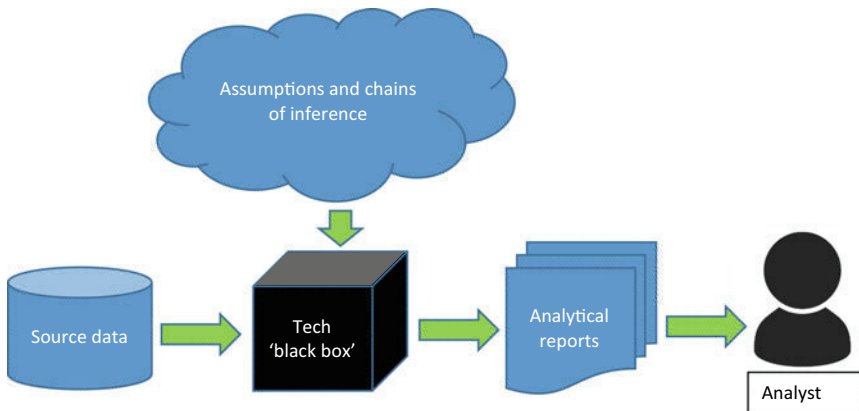 Assumptions and chains
of inference
Source data
Tech
‘black box’
Analytical
reports
Analyst